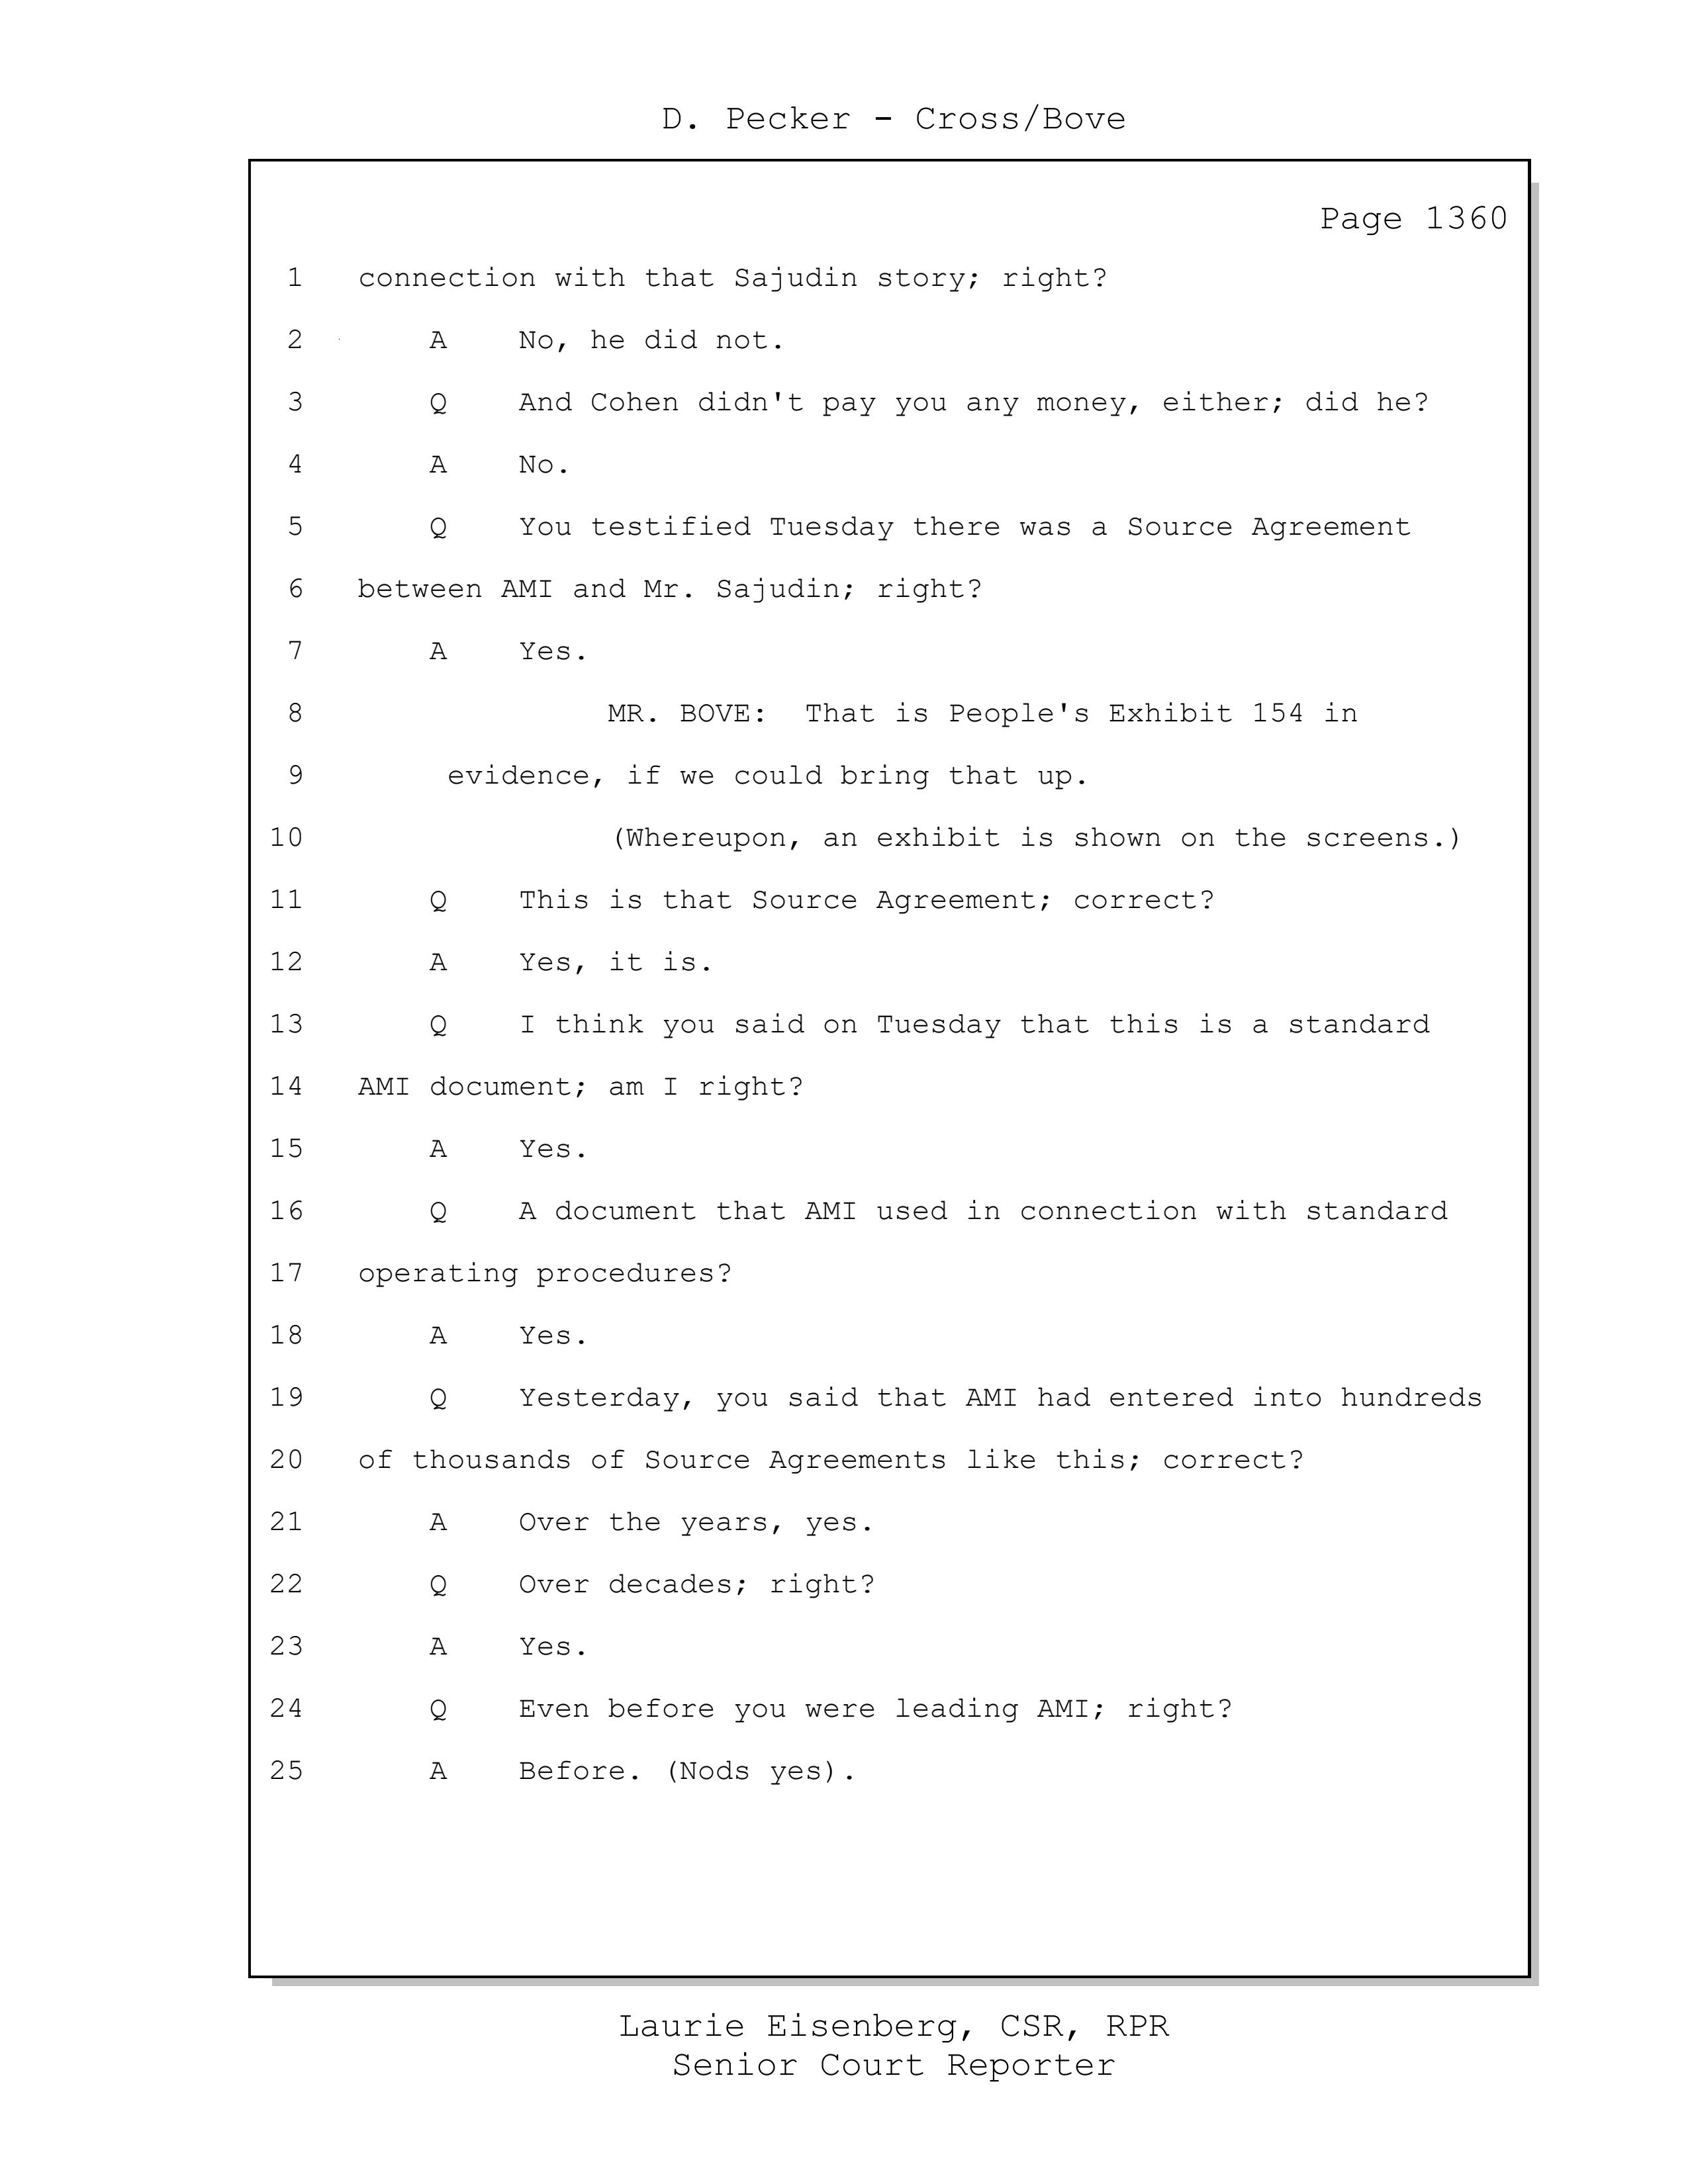 D. Pecker - Cross/Bove
Page 1360
1 connection with that Sajudin story; right?
2 A No, he did not.
3 Q And Cohen didn't pay you any money, either; did he?
4 A No.
5 Q You testified Tuesday there was a Source Agreement
6 between AMI and Mr. Sajudin; right?
7 A Yes.
8 MR. BOVE: That is People's Exhibit 154 in
9 evidence, if we could bring that up.
10 (Whereupon, an exhibit is shown on the screens.)
11 Q This is that Source Agreement; correct?
12 A Yes, it is.
13 Q I think you said on Tuesday that this is a standard
14 AMI document; am I right?
15 A Yes.
16 Q A document that AMI used in connection with standard
17 operating procedures?
18 A Yes.
19 Q Yesterday, you said that AMI had entered into hundreds
20 of thousands of Source Agreements like this; correct?
21 A Over the years, yes.
22 Q Over decades; right?
23 A Yes.
24 Q Even before you were leading AMI; right?
25 A Before. (Nods yes).
Laurie Eisenberg, CSR, RPR
Senior Court Reporter